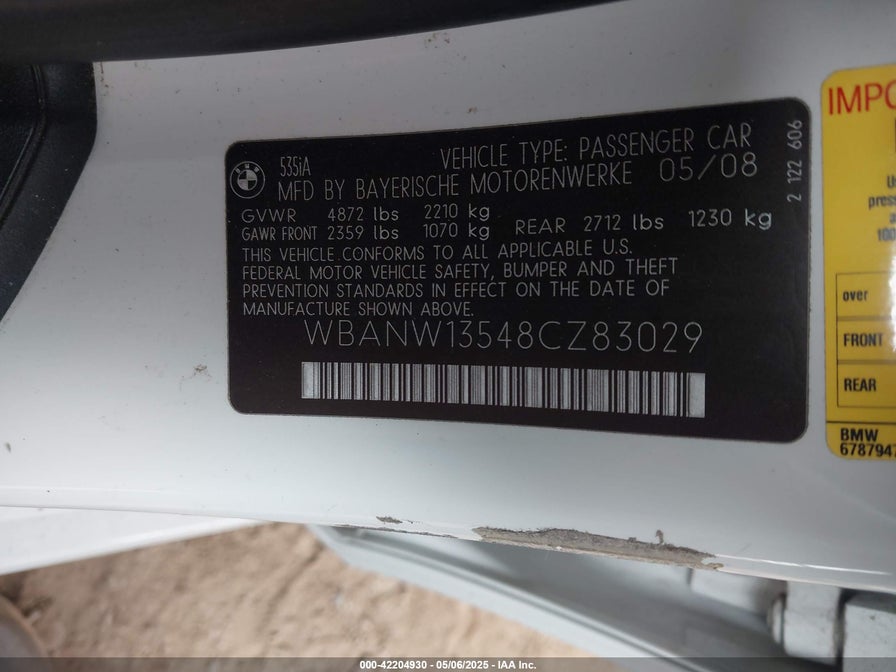 535iA
VEHICLE TYPE: PASSENGER CAR
MFD BY BAYERISCHE MOTORENWERKE 05/08
GVWR 4872 lbs 2210 kg
GAWR FRONT 2359 lbs 1070 kg REAR 2712 lbs 1230 kg
THIS VEHICLE CONFORMS TO ALL APPLICABLE U.S.
FEDERAL MOTOR VEHICLE SAFETY, BUMPER AND THEFT
PREVENTION STANDARDS IN EFFECT ON THE DATE OF
MANUFACTURE SHOWN ABOVE.
WBANW13548CZ83029
2 122 606
IMPO
over
FRONT
REAR
BMW
678794
000-42204930 - 05/06/2025 - IAA Inc.